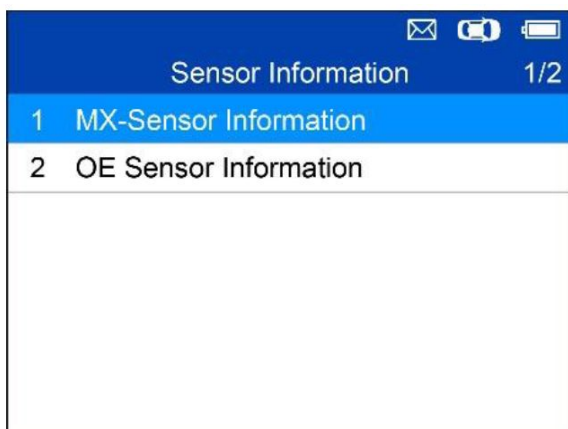 Sensor Information 1/2
1 MX-Sensor Information
2 OE Sensor Information